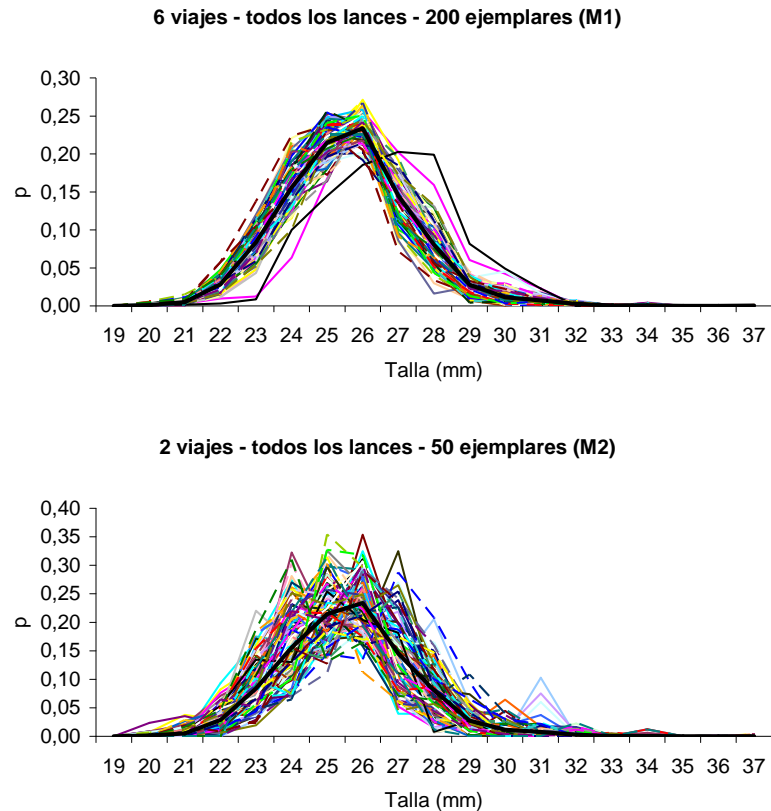 6 viajes - todos los lances - 200 ejemplares (M1)
0,30
0,25
0,20
0,15
0,10
0,05
0,00
p
19 20 21 22 23 24 25 26 27 28 29 30 31 32 33 34 35 36 37
Talla (mm)
2 viajes - todos los lances - 50 ejemplares (M2)
0,40
0,35
0,30
0,25
0,20
0,15
0,10
0,05
0,00
p
19 20 21 22 23 24 25 26 27 28 29 30 31 32 33 34 35 36 37
Talla (mm)